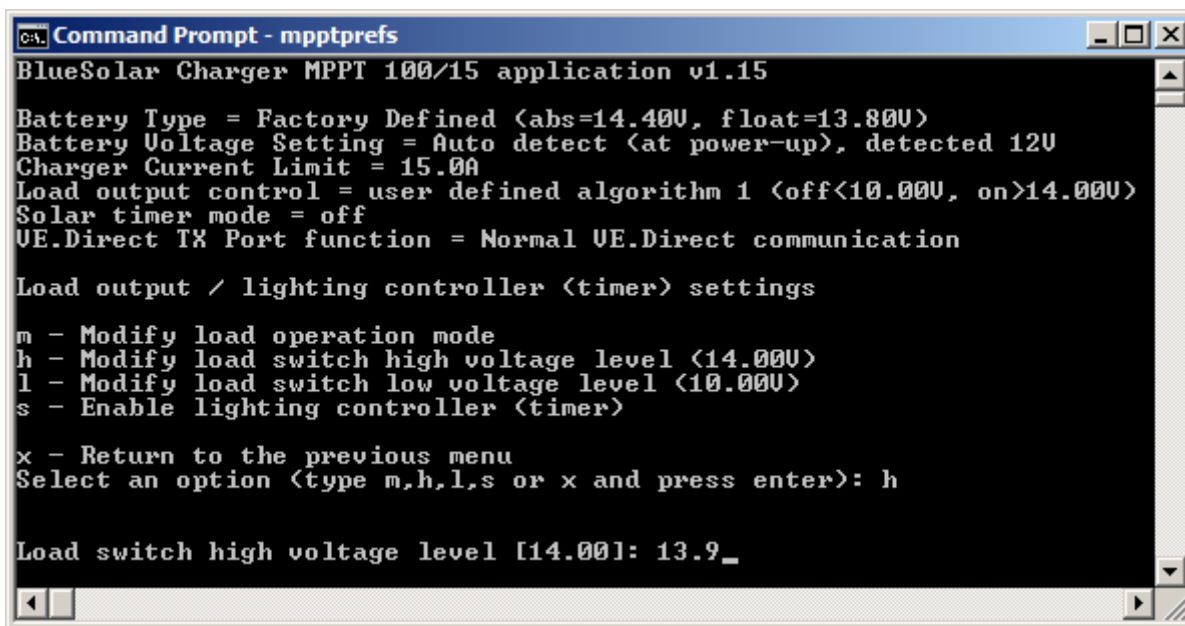 Command Prompt - mpptprefs
BlueSolar Charger MPPT 100/15 application v1.15
Battery Type = Factory Defined (abs=14.40V, float=13.80V)
Battery Voltage Setting = Auto detect (at power-up), detected 12V
Charger Current Limit = 15.0A
Load output control = user defined algorithm 1 (off<10.00V, on>14.00V)
Solar timer mode = off
VE.Direct TX Port function = Normal VE.Direct communication
Load output / lighting controller (timer) settings
m - Modify load operation mode
h - Modify load switch high voltage level (14.00V)
l - Modify load switch low voltage level (10.00V)
s - Enable lighting controller (timer)
x - Return to the previous menu
Select an option (type m,h,l,s or x and press enter): h
Load switch high voltage level [14.00]: 13.9_